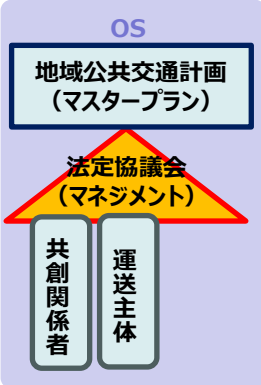 OS
地域公共交通計画
（マスタープラン）
法定協議会
（マネジメント）
共創関係者
運送主体